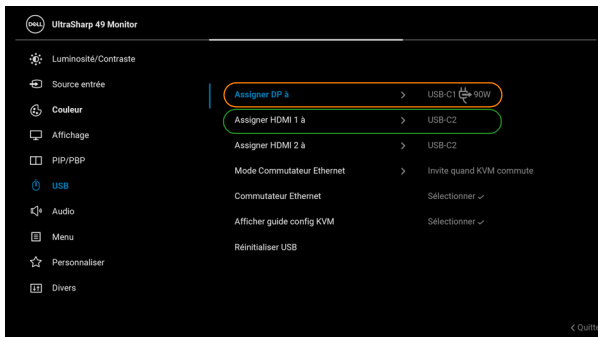 DELL UltraSharp 49 Monitor
Luminosité/Contraste
Source entrée
Couleur
Affichage
PIP/PBP
USB
Audio
Menu
Personnaliser
Divers
Assigner DP à > USB-C1 90W
Assigner HDMI 1 à > USB-C2
Assigner HDMI 2 à > USB-C2
Mode Commutateur Ethernet > Invite quand KVM commute
Commutateur Ethernet Sélectionner
Afficher guide config KVM Sélectionner
Réinitialiser USB
< Quitte